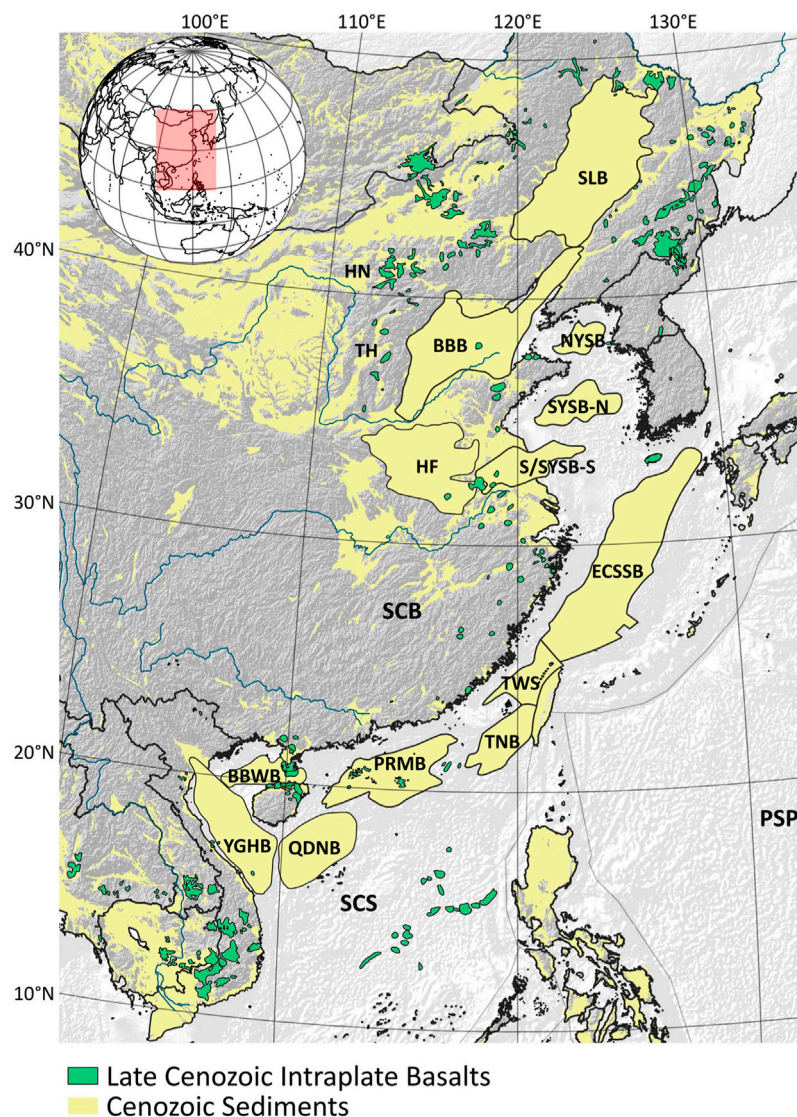 100°E 110°E 120°E 130°E
SLB
40°N
HN
NYSB
TH
BBB
SYSB-N
HF
S/SYSB-S
30°N
ECSSB
SCB
TWS
20°N
TNB
PRMB
BBWB
PSP
YGHB
QDNB
SCS
10°N
Late Cenozoic Intraplate Basalts
Cenozoic Sediments